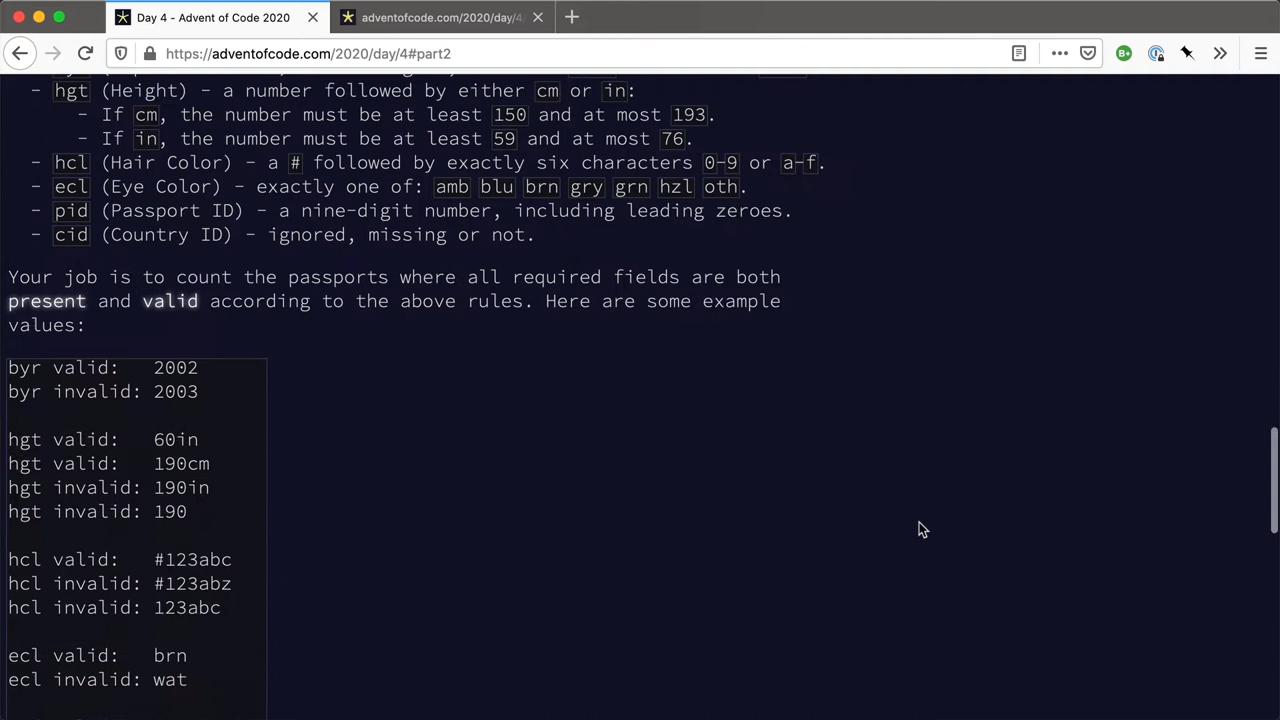 Day 4 - Advent of Code 2020
adventofcode.com/2020/day/4
https://adventofcode.com/2020/day/4#part2
- hgt (Height) - a number followed by either cm or in:
- If cm, the number must be at least 150 and at most 193.
- If in, the number must be at least 59 and at most 76.
- hcl (Hair Color) - a # followed by exactly six characters 0-9 or a-f.
- ecl (Eye Color) - exactly one of: amb blu brn gry grn hzl oth.
- pid (Passport ID) - a nine-digit number, including leading zeroes.
- cid (Country ID) - ignored, missing or not.
Your job is to count the passports where all required fields are both
present and valid according to the above rules. Here are some example
values:
byr valid:   2002
byr invalid: 2003
hgt valid:   60in
hgt valid:   190cm
hgt invalid: 190in
hgt invalid: 190
hcl valid:   #123abc
hcl invalid: #123abz
hcl invalid: 123abc
ecl valid:   brn
ecl invalid: wat